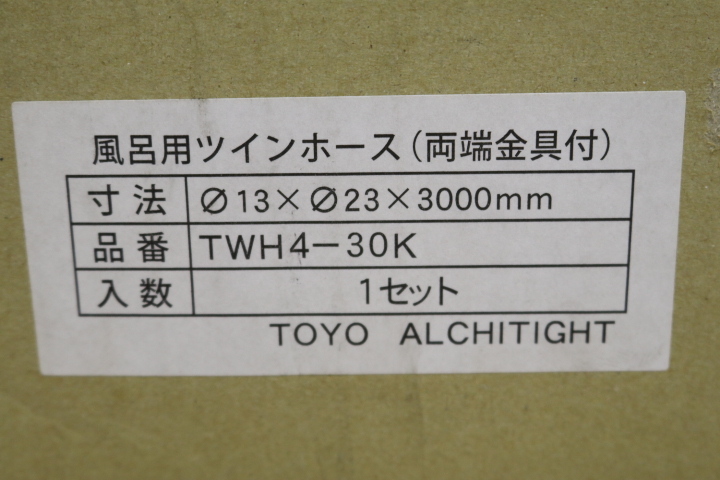 風呂用ツインホース(両端金具付)
寸法 ∅13×∅23×3000mm
品番 TWH4-30K
入数 1セット
TOYO ALCHITIGHT